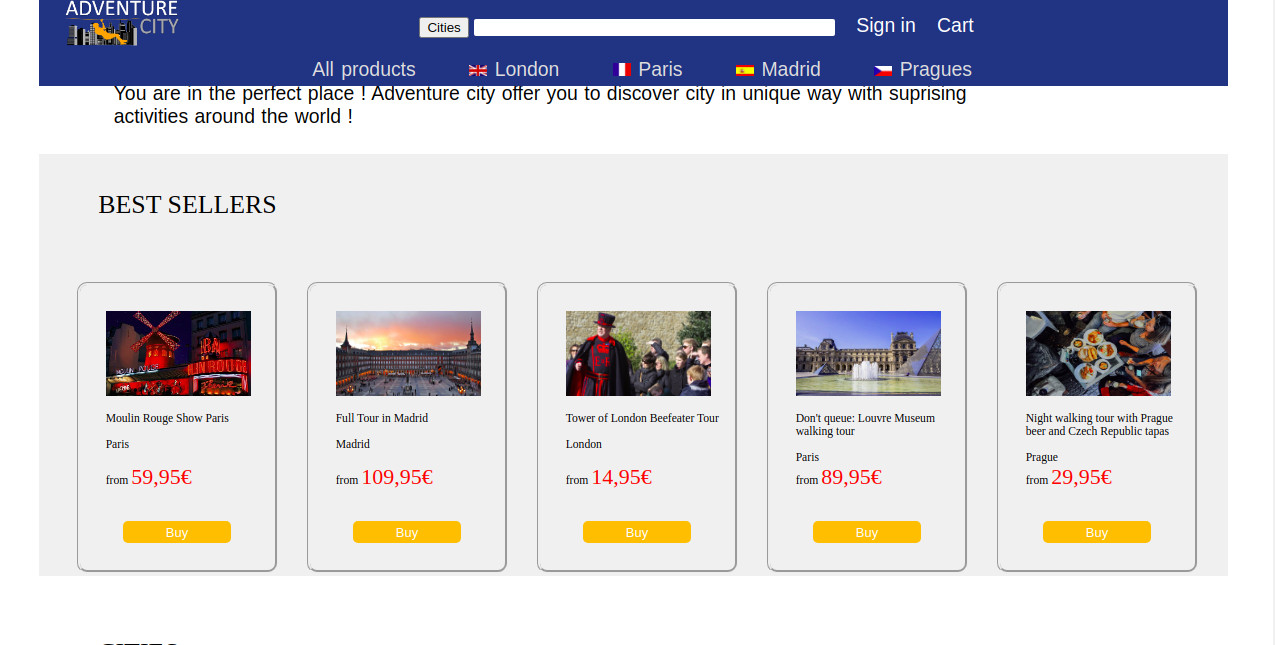 ADVENTURE
CITY
Cities
Sign in Cart
All products London Paris Madrid Pragues
You are in the perfect place ! Adventure city offer you to discover city in unique way with suprising
activities around the world !
BEST SELLERS
MOULIN ROUGE
Moulin Rouge Show Paris
Paris
from 59,95€
Buy
Full Tour in Madrid
Madrid
from 109,95€
Buy
Tower of London Beefeater Tour
London
from 14,95€
Buy
Don't queue: Louvre Museum
walking tour
Paris
from 89,95€
Buy
Night walking tour with Prague
beer and Czech Republic tapas
Prague
from 29,95€
Buy
CITIES